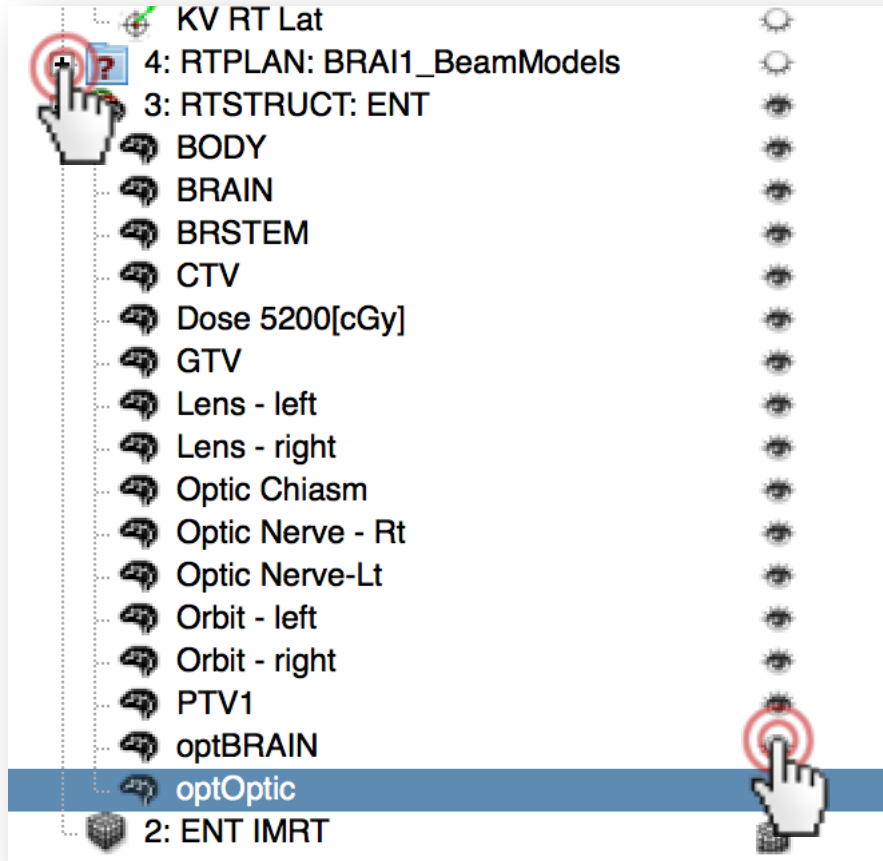 KV RT Lat
4: RTPLAN: BRAI1_BeamModels
3: RTSTRUCT: ENT
BODY
BRAIN
BRSTEM
CTV
Dose 5200[cGy]
GTV
Lens - left
Lens - right
Optic Chiasm
Optic Nerve - Rt
Optic Nerve-Lt
Orbit - left
Orbit - right
PTV1
optBRAIN
optOptic
2: ENT IMRT